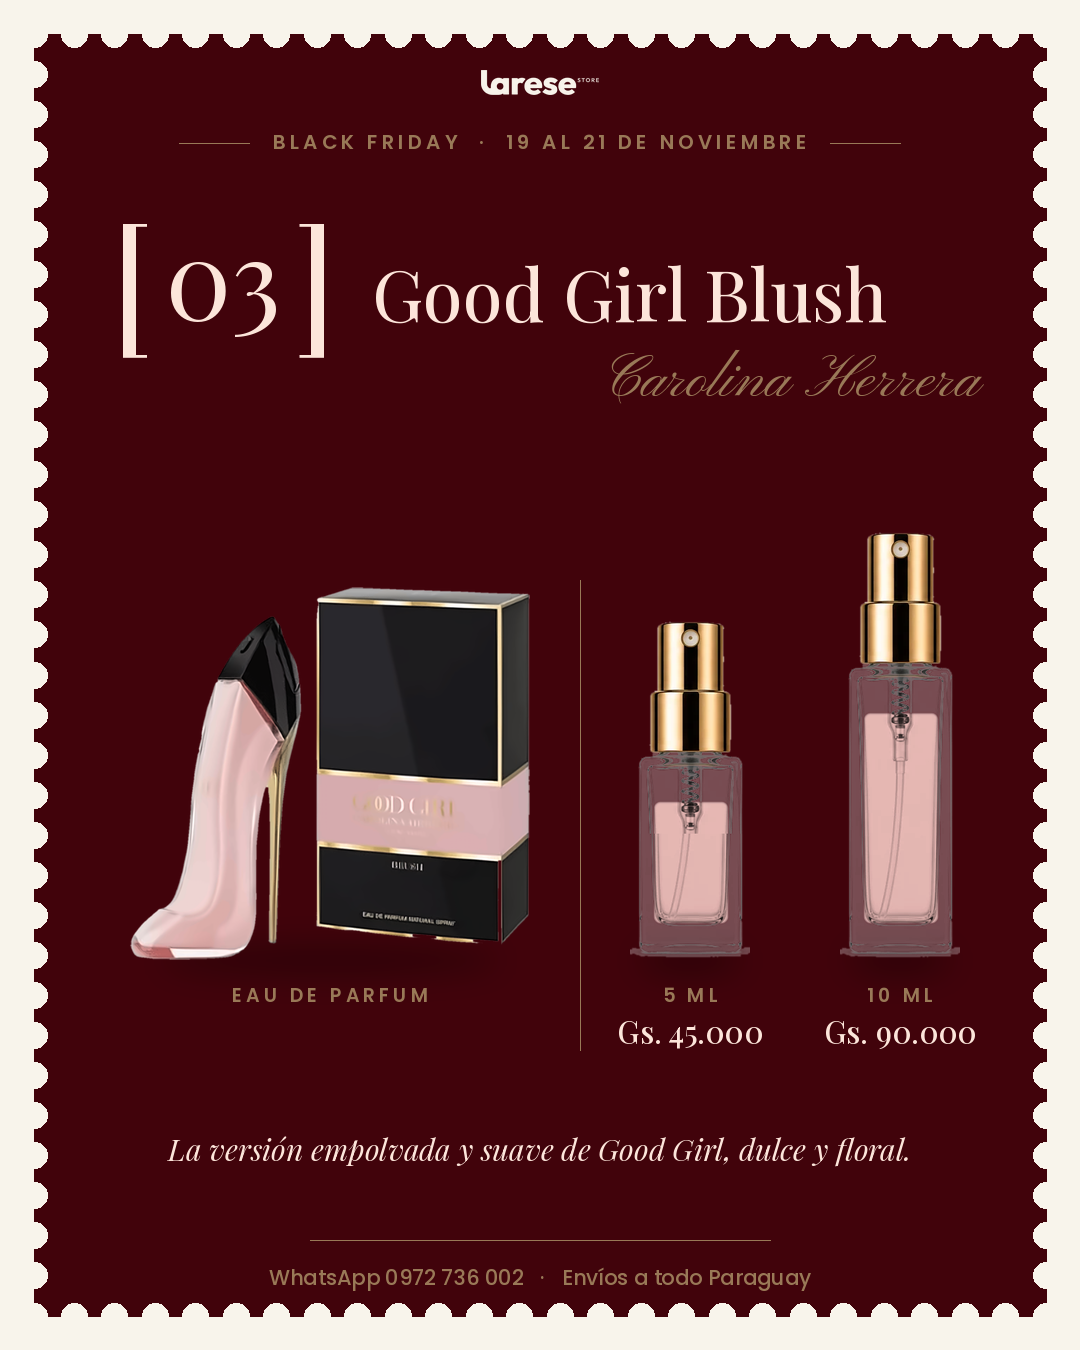 Larese STORE
BLACK FRIDAY · 19 AL 21 DE NOVIEMBRE
[03] Good Girl Blush
Carolina Herrera
GOOD GIRL
BLUSH
EAU DE PARFUM NATURAL SPRAY
EAU DE PARFUM
5 ML
Gs. 45.000
10 ML
Gs. 90.000
La versión empolvada y suave de Good Girl, dulce y floral.
WhatsApp 0972 736 002 · Envíos a todo Paraguay